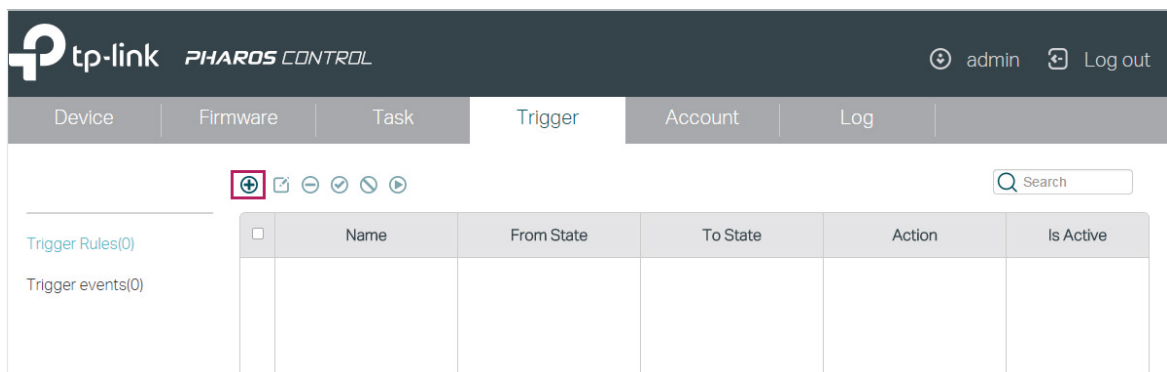 tp-link PHAROS CONTROL
admin Log out
Device Firmware Task Trigger Account Log
Search
Name From State To State Action Is Active
Trigger Rules(0)
Trigger events(0)